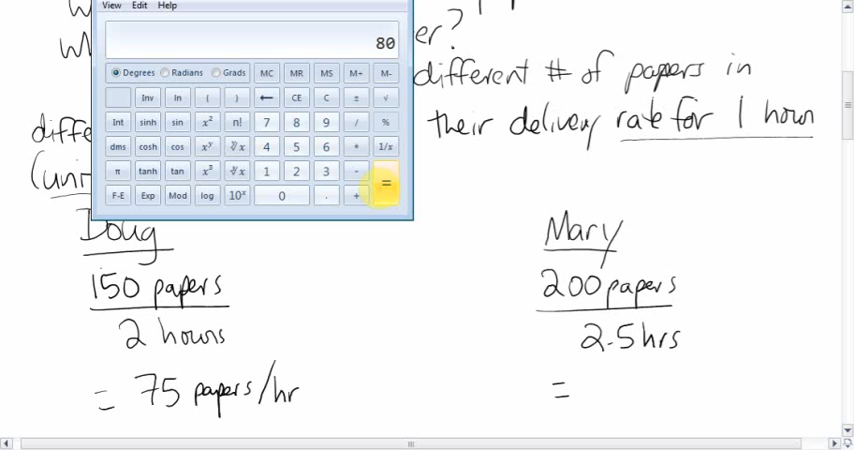 View Edit Help
80
Degrees Radians Grads MC MR MS M+ M-
Inv ln ( ) ← CE C ± √
Int sinh sin x² n! 7 8 9 / %
dms cosh cos xʸ ʸ√x 4 5 6 * 1/x
π tanh tan x³ ³√x 1 2 3 - =
F-E Exp Mod log 10ˣ 0 . +
er?
different # of papers in
their delivery rate for 1 hour
Doug
150 papers
2 hours
= 75 papers/hr
Mary
200 papers
2.5 hrs
=